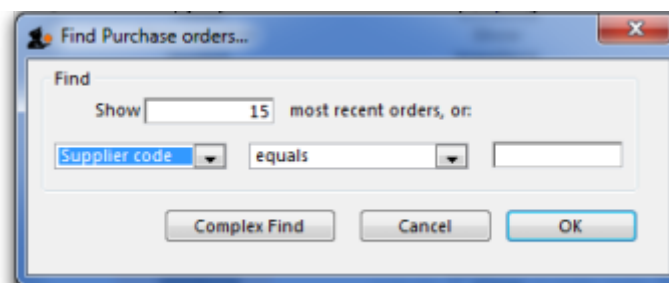 Find Purchase orders...
Find
Show 15 most recent orders, or:
Supplier code equals
Complex Find Cancel OK